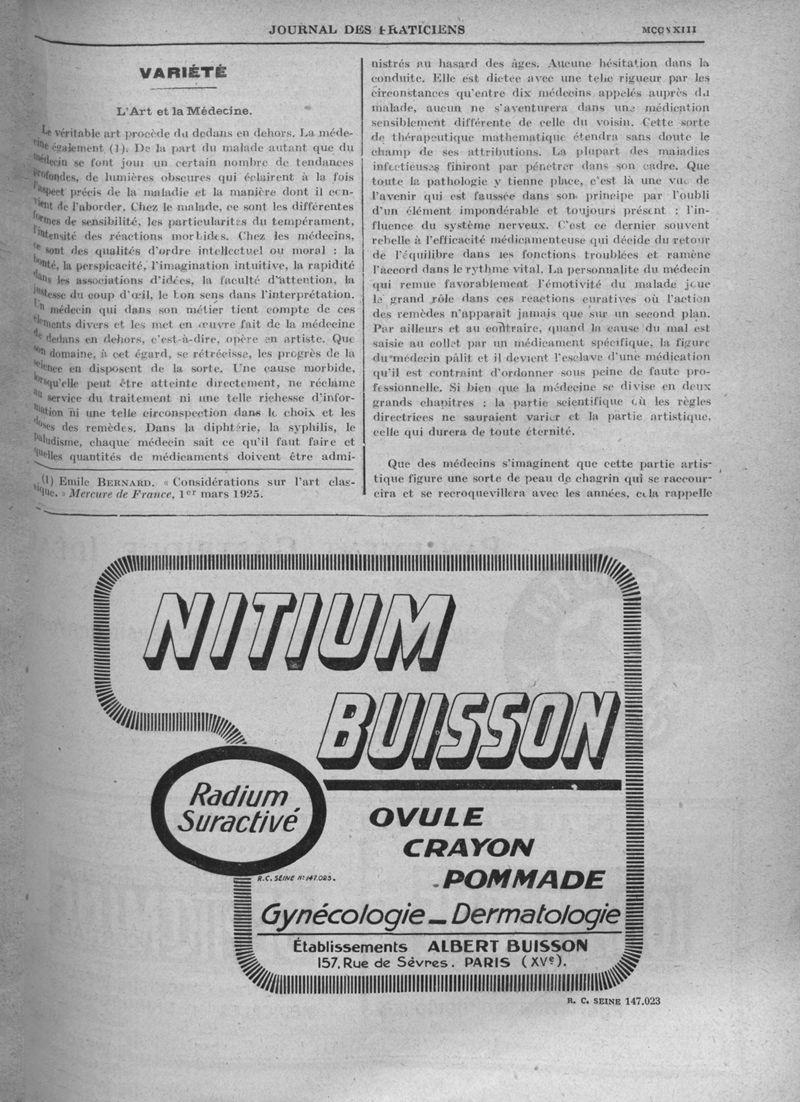 JOURNAL DES PRATICIENS
VARIÉTÉ
L'Art et la Médecine.
Le véritable art procède du dedans en dehors. La méde-
cine également (1). De la part du malade autant que du
médecin se font jour un certain nombre de tendances
profondes, de lumières obscures qui éclairent à la fois
l'aspect précis de la maladie et la manière dont il con-
vient de l'aborder. Chez le malade, ce sont les différentes
formes de sensibilité, les particularités du tempérament,
l'intensité des réactions morbides. Chez les médecins,
ce sont des qualités d'ordre intellectuel ou moral : la
bonté, la perspicacité, l'imagination intuitive, la rapidité
dans les associations d'idées, la faculté d'attention, la
justesse du coup d'œil, le bon sens dans l'interprétation.
Un médecin qui dans son métier tient compte de ces
éléments divers et les met en œuvre fait de la médecine
de dedans en dehors, c'est-à-dire, opère en artiste. Que
son domaine, à cet égard, se rétrécisse, les progrès de la
science en disposent de la sorte. Une cause morbide,
lorsqu'elle peut être atteinte directement, ne réclame
au service du traitement ni une telle richesse d'infor-
mation ni une telle circonspection dans le choix et les
doses des remèdes. Dans la diphtérie, la syphilis, le
paludisme, chaque médecin sait ce qu'il faut faire et
quelles quantités de médicaments doivent être admi-
(1) Emile BERNARD. « Considérations sur l'art clas-
sique. » Mercure de France, 1er mars 1925.
nistrés au hasard des âges. Aucune hésitation dans la
conduite. Elle est dictée avec une telle rigueur par les
circonstances qu'entre dix médecins appelés auprès du
malade, aucun ne s'aventurera dans une médication
sensiblement différente de celle du voisin. Cette sorte
de thérapeutique mathématique étendra sans doute le
champ de ses attributions. La plupart des maladies
infectieuses finiront par pénétrer dans son cadre. Que
toute la pathologie y tienne place, c'est là une vue de
l'avenir qui est faussée dans son principe par l'oubli
d'un élément impondérable et toujours présent : l'in-
fluence du système nerveux. C'est ce dernier souvent
rebelle à l'efficacité médicamenteuse qui décide du retour
de l'équilibre dans les fonctions troublées et ramène
l'accord dans le rythme vital. La personnalité du médecin
qui remue favorablement l'émotivité du malade joue
le grand rôle dans ces réactions curatives où l'action
des remèdes n'apparaît jamais que sur un second plan.
Par ailleurs et au contraire, quand la cause du mal est
saisie au collet par un médicament spécifique, la figure
du médecin pâlit et il devient l'esclave d'une médication
qu'il est contraint d'ordonner sous peine de faute pro-
fessionnelle. Si bien que la médecine se divise en deux
grands chapitres : la partie scientifique où les règles
directrices ne sauraient varier et la partie artistique,
celle qui durera de toute éternité.
Que des médecins s'imaginent que cette partie artis-
tique figure une sorte de peau de chagrin qui se raccour-
cira et se recroquevillera avec les années, cela rappelle
NITIUM
BUISSON
Radium
Suractivé
OVULE
CRAYON
POMMADE
R.C. SEINE N° 147.023.
Gynécologie - Dermatologie
Établissements ALBERT BUISSON
157, Rue de Sèvres. PARIS (XVe).
R. C. SEINE 147.023